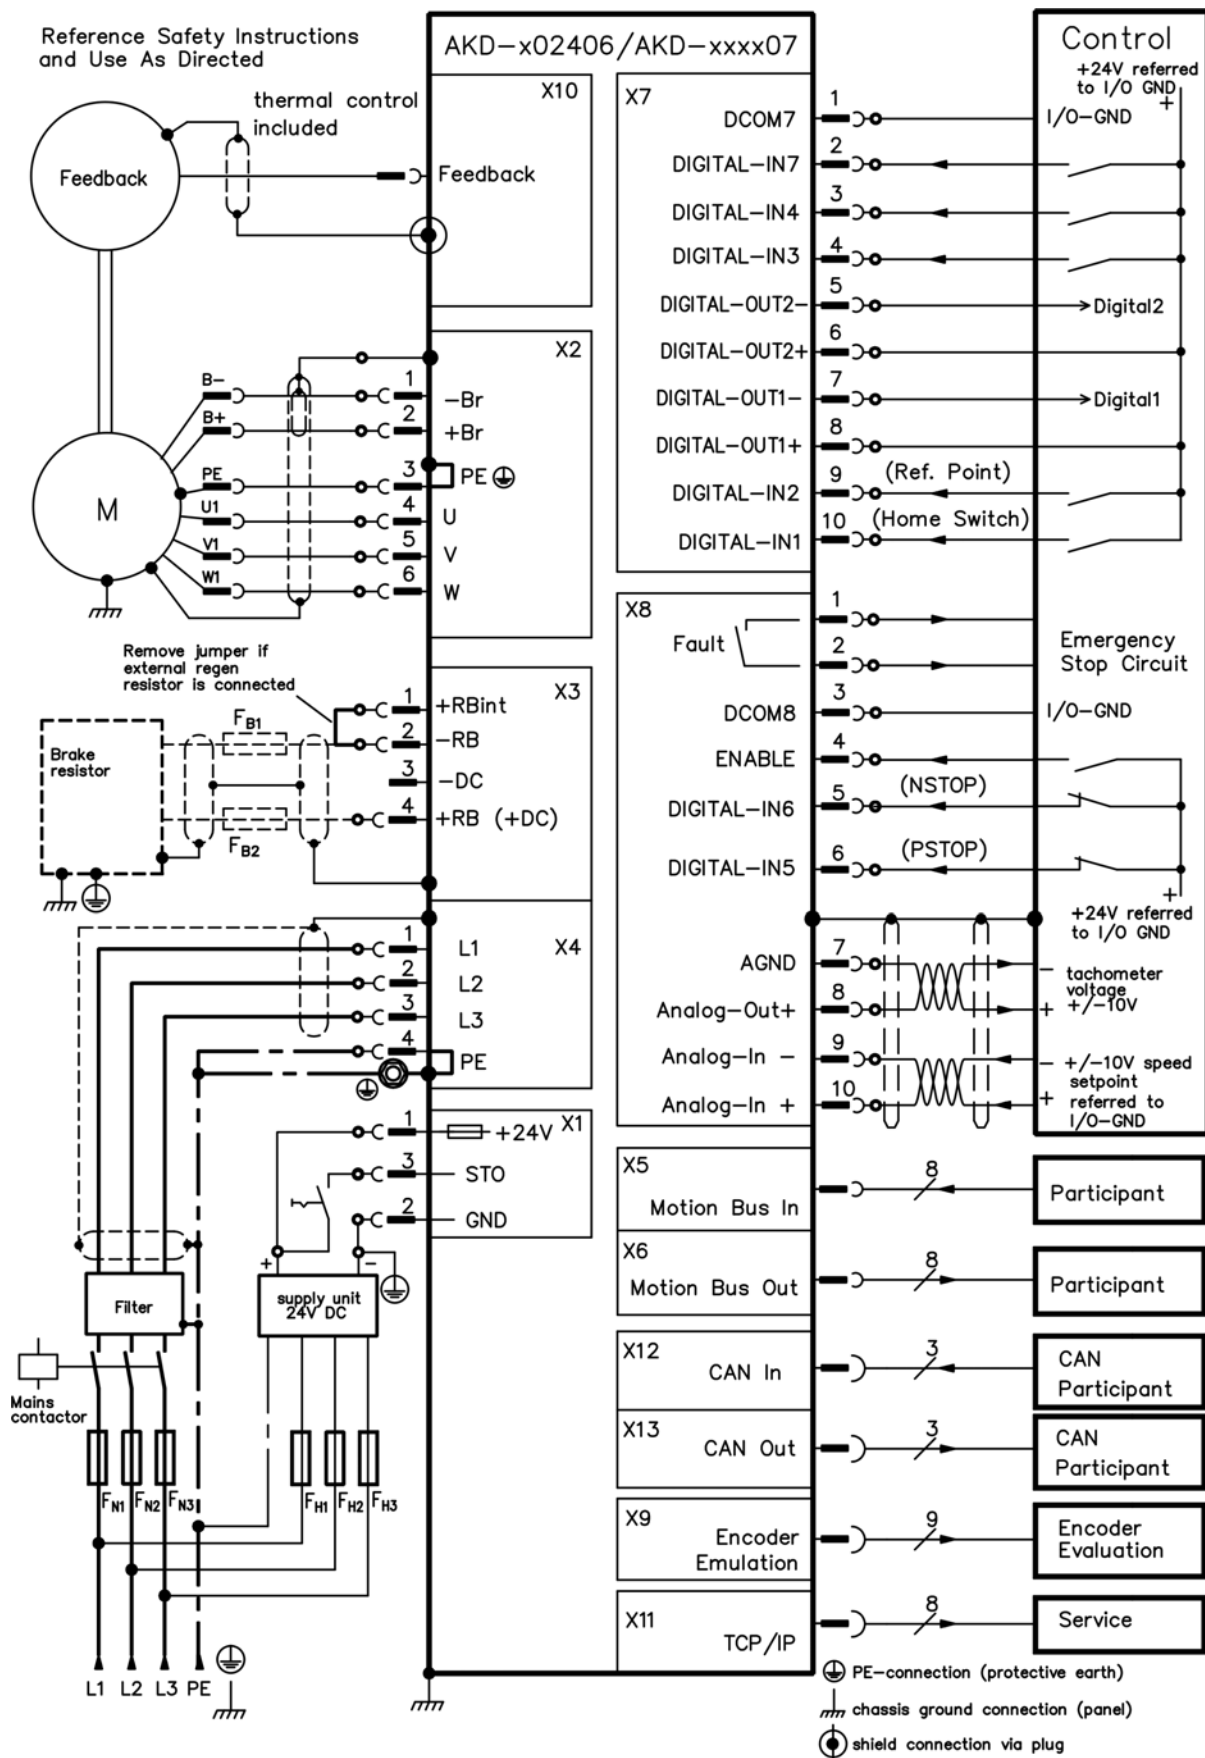 Reference Safety Instructions
and Use As Directed
AKD-x02406/AKD-xxxx07
Control
+24V referred
to I/O GND
+
thermal control
included
Feedback
X10
Feedback
X7
DCOM7
1
I/O-GND
DIGITAL-IN7
2
DIGITAL-IN4
3
DIGITAL-IN3
4
DIGITAL-OUT2-
5
Digital2
DIGITAL-OUT2+
6
DIGITAL-OUT1-
7
Digital1
DIGITAL-OUT1+
8
DIGITAL-IN2
9
(Ref. Point)
DIGITAL-IN1
10
(Home Switch)
X2
B-
1
-Br
B+
2
+Br
PE
3
PE
M
U1
4
U
V1
5
V
W1
6
W
X8
Fault
1
2
Emergency
Stop Circuit
DCOM8
3
I/O-GND
ENABLE
4
DIGITAL-IN6
5
(NSTOP)
DIGITAL-IN5
6
(PSTOP)
+
+24V referred
to I/O GND
AGND
7
-
tachometer
voltage
+/-10V
Analog-Out+
8
+
Analog-In -
9
-
+/-10V speed
setpoint
referred to
I/O-GND
Analog-In +
10
+
Remove jumper if
external regen
resistor is connected
X3
1
+RBint
2
-RB
3
-DC
4
+RB (+DC)
Brake
resistor
FB1
FB2
X4
1
L1
2
L2
3
L3
4
PE
X1
1
+24V
3
STO
2
GND
+
-
supply unit
24V DC
Filter
Mains
contactor
FN1
FN2
FN3
FH1
FH2
FH3
L1
L2
L3
PE
X5
Motion Bus In
8
Participant
X6
Motion Bus Out
8
Participant
X12
CAN In
3
CAN
Participant
X13
CAN Out
3
CAN
Participant
X9
Encoder
Emulation
9
Encoder
Evaluation
X11
TCP/IP
8
Service
PE-connection (protective earth)
chassis ground connection (panel)
shield connection via plug